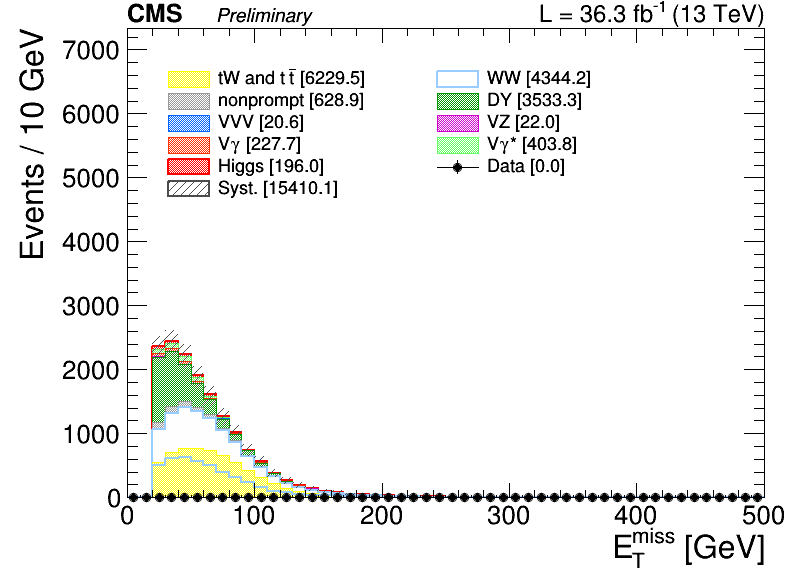 CMS Preliminary L = 36.3 fb⁻¹ (13 TeV)
Events / 10 GeV
7000
6000
5000
4000
3000
2000
1000
0
tW and t t̄ [6229.5]
nonprompt [628.9]
VVV [20.6]
Vγ [227.7]
Higgs [196.0]
Syst. [15410.1]
WW [4344.2]
DY [3533.3]
VZ [22.0]
Vγ* [403.8]
Data [0.0]
0 100 200 300 400 500
E_T^miss [GeV]